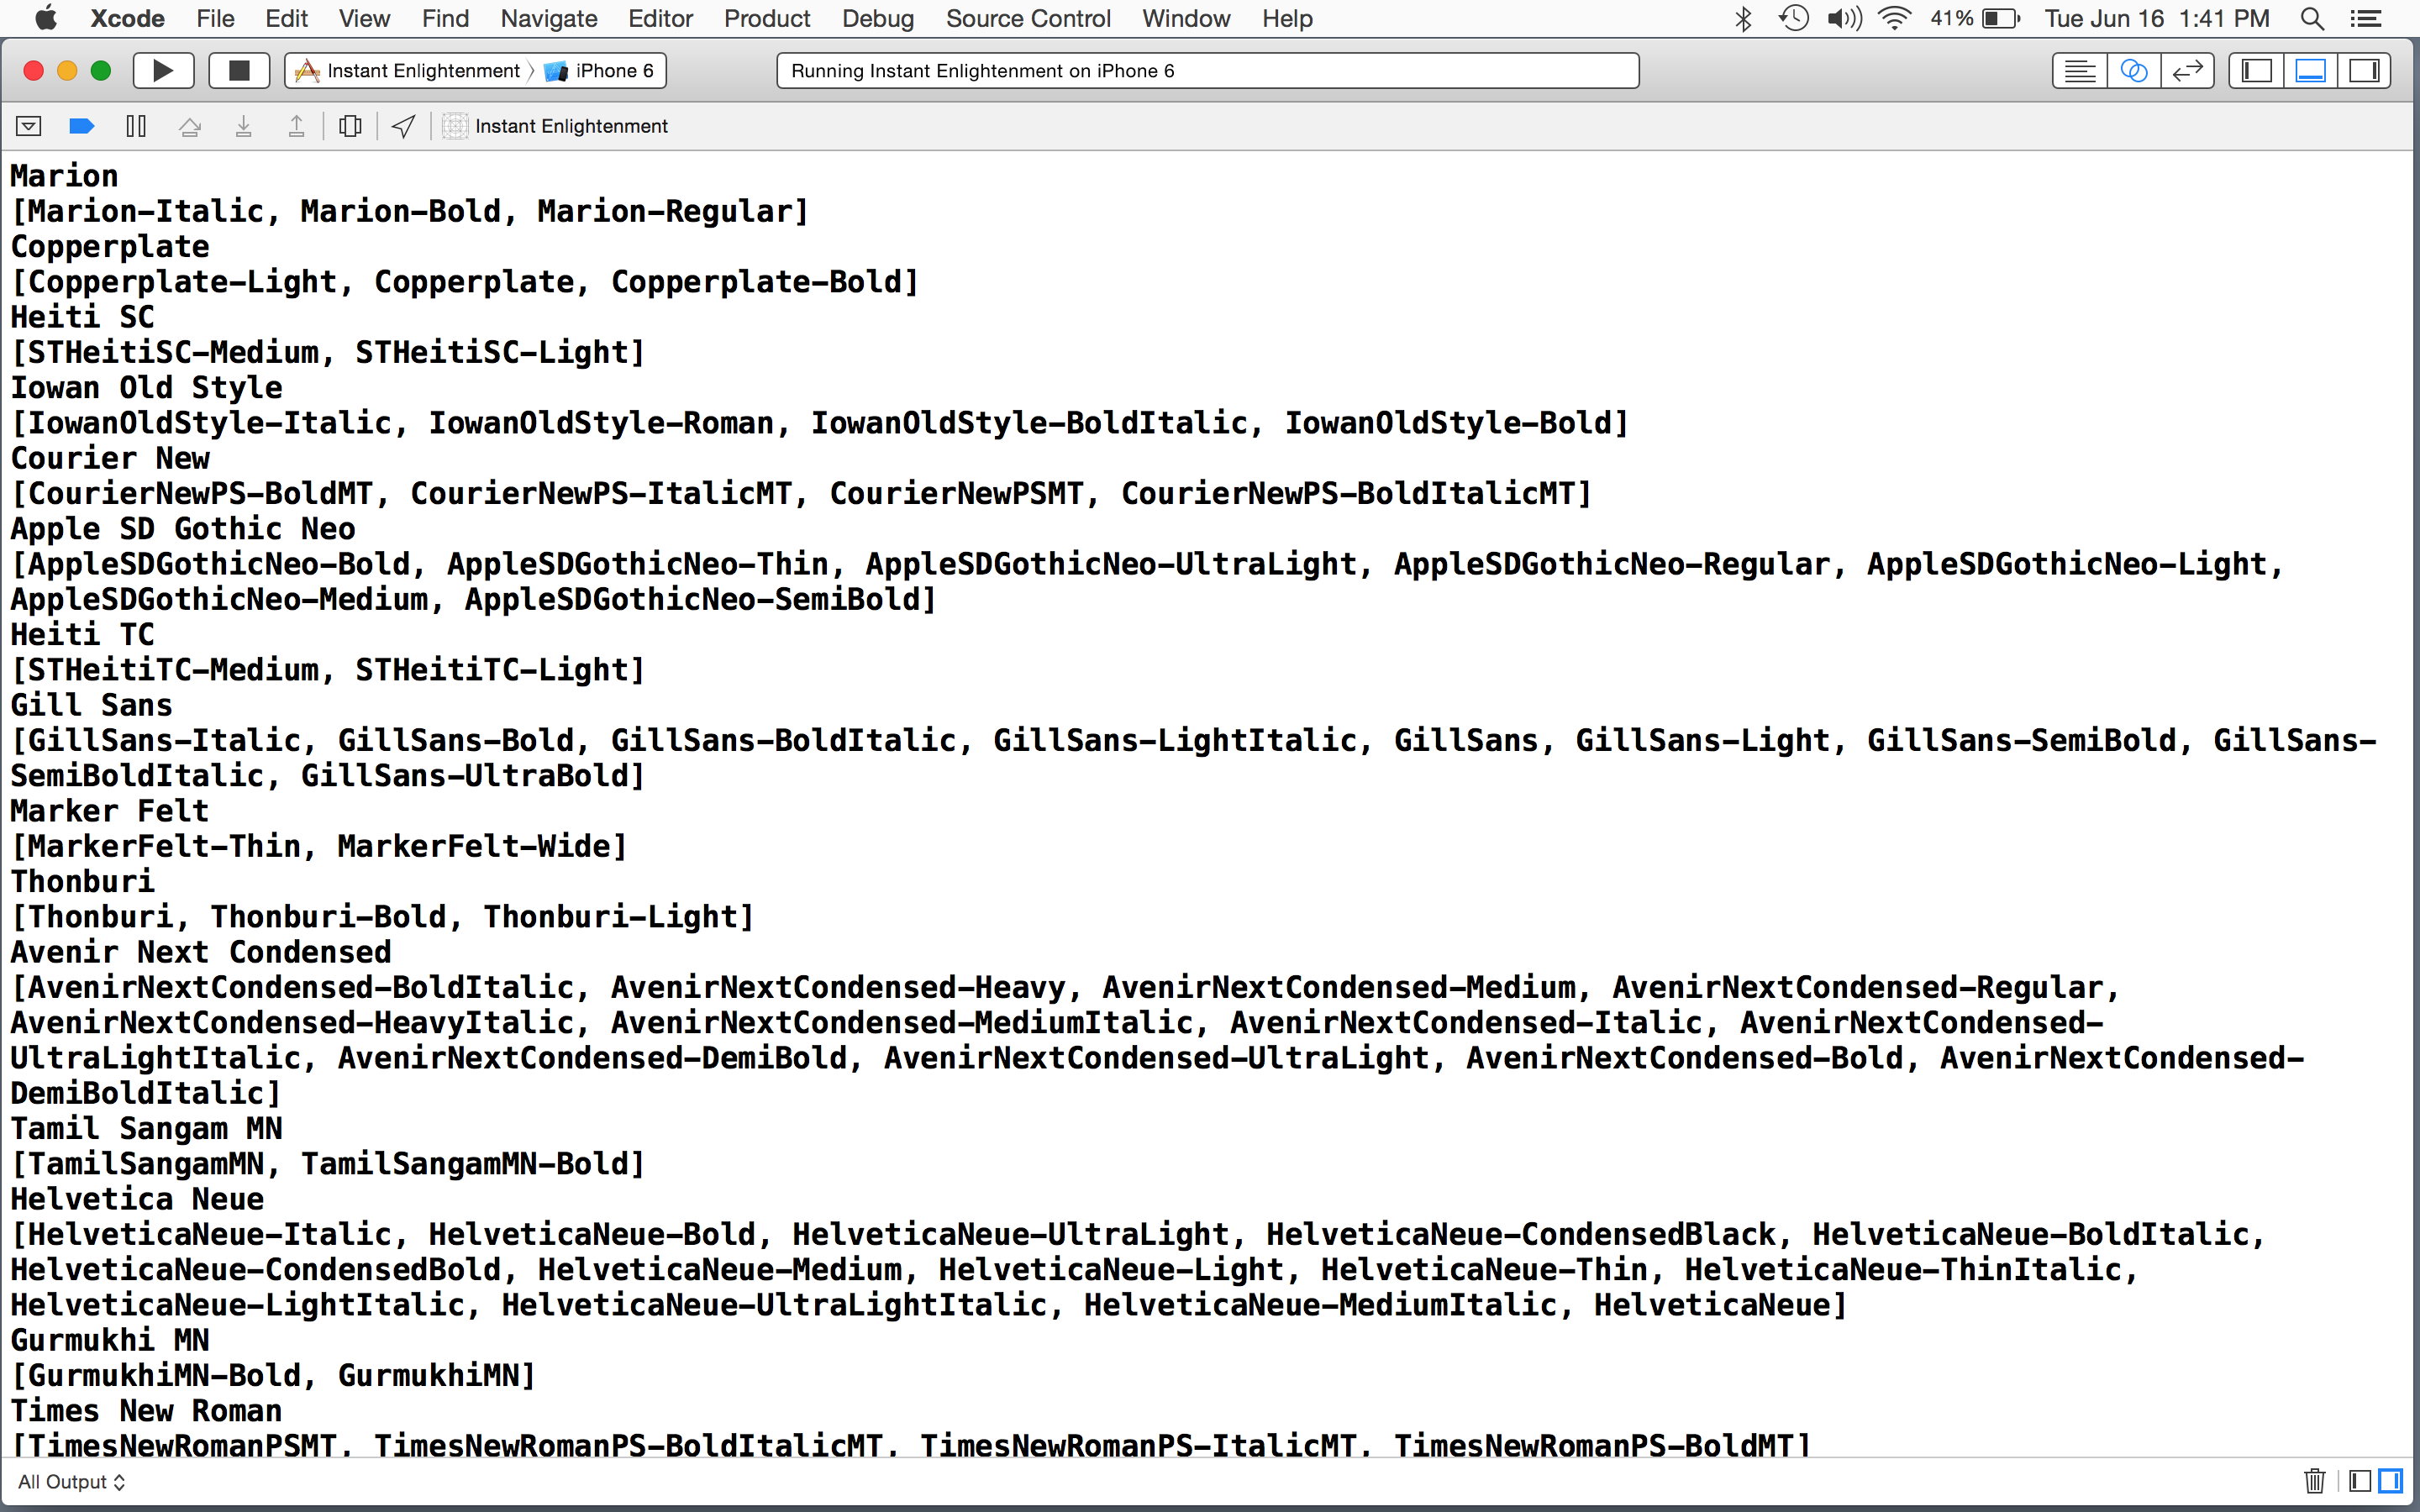 Xcode File Edit View Find Navigate Editor Product Debug Source Control Window Help 41% Tue Jun 16 1:41 PM
Instant Enlightenment iPhone 6 Running Instant Enlightenment on iPhone 6
Instant Enlightenment
Marion
[Marion-Italic, Marion-Bold, Marion-Regular]
Copperplate
[Copperplate-Light, Copperplate, Copperplate-Bold]
Heiti SC
[STHeitiSC-Medium, STHeitiSC-Light]
Iowan Old Style
[IowanOldStyle-Italic, IowanOldStyle-Roman, IowanOldStyle-BoldItalic, IowanOldStyle-Bold]
Courier New
[CourierNewPS-BoldMT, CourierNewPS-ItalicMT, CourierNewPSMT, CourierNewPS-BoldItalicMT]
Apple SD Gothic Neo
[AppleSDGothicNeo-Bold, AppleSDGothicNeo-Thin, AppleSDGothicNeo-UltraLight, AppleSDGothicNeo-Regular, AppleSDGothicNeo-Light,
AppleSDGothicNeo-Medium, AppleSDGothicNeo-SemiBold]
Heiti TC
[STHeitiTC-Medium, STHeitiTC-Light]
Gill Sans
[GillSans-Italic, GillSans-Bold, GillSans-BoldItalic, GillSans-LightItalic, GillSans, GillSans-Light, GillSans-SemiBold, GillSans-
SemiBoldItalic, GillSans-UltraBold]
Marker Felt
[MarkerFelt-Thin, MarkerFelt-Wide]
Thonburi
[Thonburi, Thonburi-Bold, Thonburi-Light]
Avenir Next Condensed
[AvenirNextCondensed-BoldItalic, AvenirNextCondensed-Heavy, AvenirNextCondensed-Medium, AvenirNextCondensed-Regular,
AvenirNextCondensed-HeavyItalic, AvenirNextCondensed-MediumItalic, AvenirNextCondensed-Italic, AvenirNextCondensed-
UltraLightItalic, AvenirNextCondensed-DemiBold, AvenirNextCondensed-UltraLight, AvenirNextCondensed-Bold, AvenirNextCondensed-
DemiBoldItalic]
Tamil Sangam MN
[TamilSangamMN, TamilSangamMN-Bold]
Helvetica Neue
[HelveticaNeue-Italic, HelveticaNeue-Bold, HelveticaNeue-UltraLight, HelveticaNeue-CondensedBlack, HelveticaNeue-BoldItalic,
HelveticaNeue-CondensedBold, HelveticaNeue-Medium, HelveticaNeue-Light, HelveticaNeue-Thin, HelveticaNeue-ThinItalic,
HelveticaNeue-LightItalic, HelveticaNeue-UltraLightItalic, HelveticaNeue-MediumItalic, HelveticaNeue]
Gurmukhi MN
[GurmukhiMN-Bold, GurmukhiMN]
Times New Roman
[TimesNewRomanPSMT, TimesNewRomanPS-BoldItalicMT, TimesNewRomanPS-ItalicMT, TimesNewRomanPS-BoldMT]
All Output